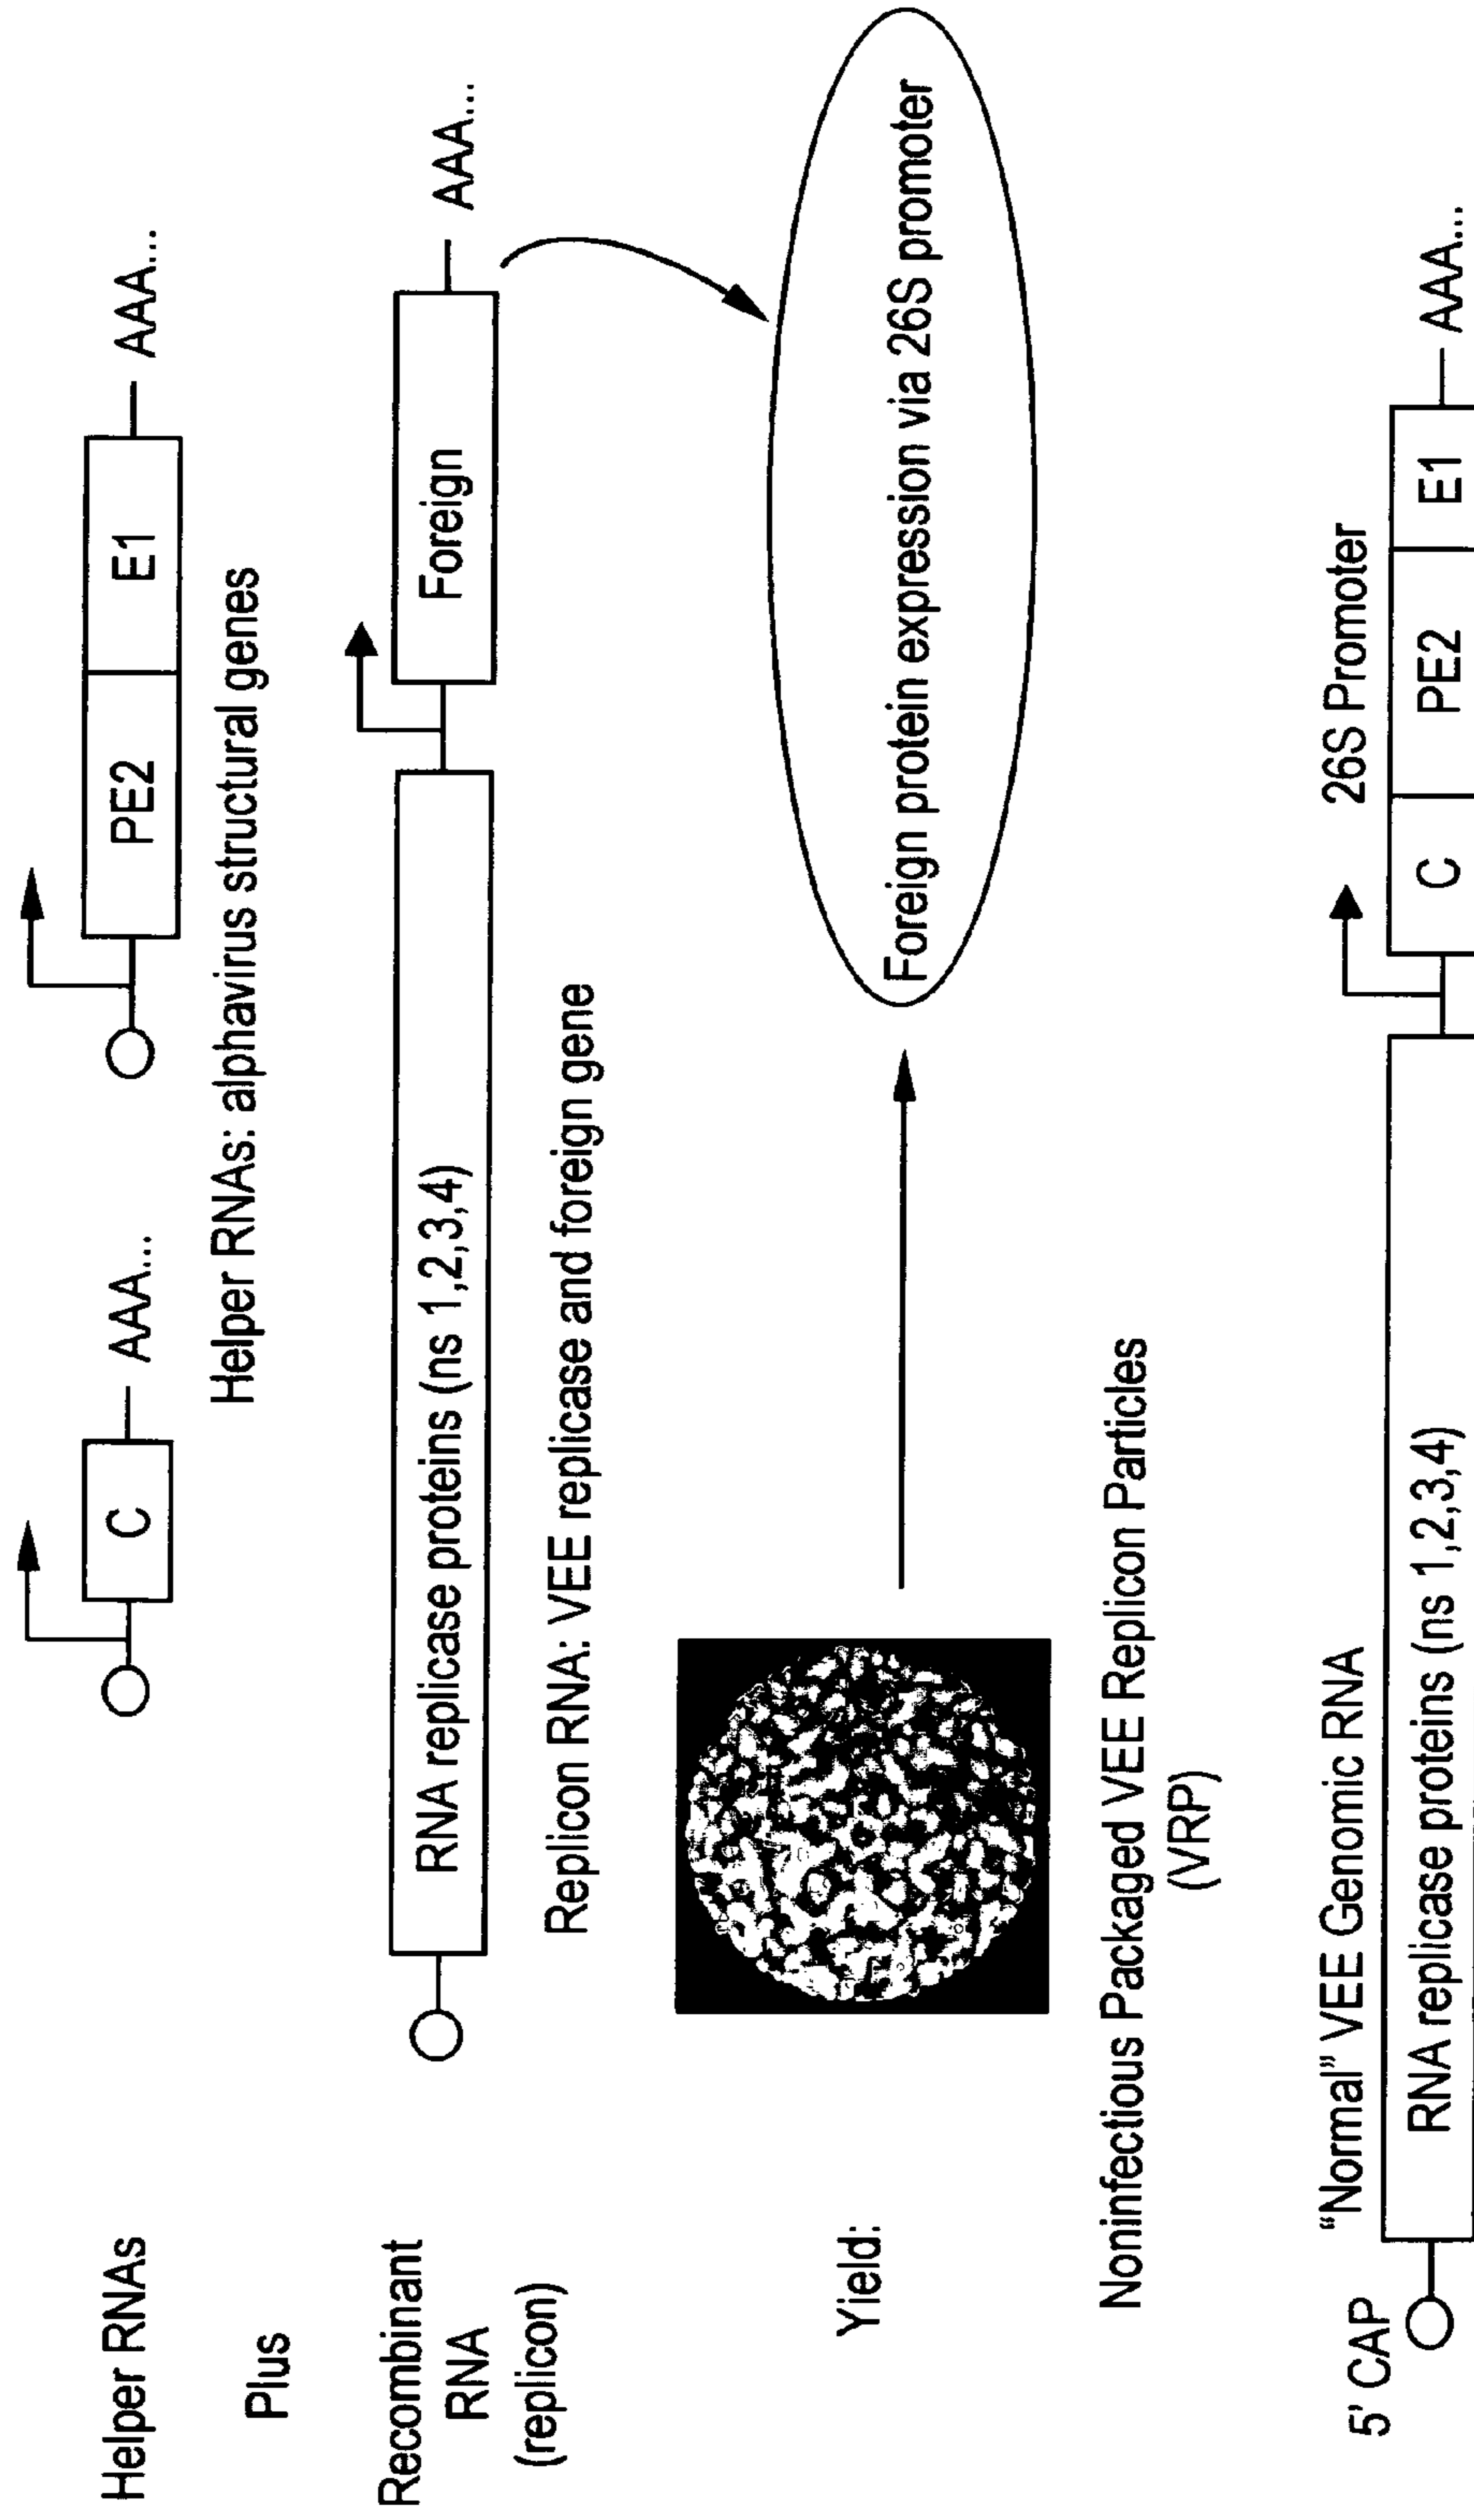 Helper RNAs
C
AAA...
PE2
E1
AAA...
Plus
Helper RNAs: alphavirus structural genes
Recombinant
RNA
(replicon)
RNA replicase proteins (ns 1,2,3,4)
Foreign
AAA...
Replicon RNA: VEE replicase and foreign gene
Yield:
Foreign protein expression via 26S promoter
Noninfectious Packaged VEE Replicon Particles
(VRP)
5' CAP
“Normal” VEE Genomic RNA
26S Promoter
RNA replicase proteins (ns 1,2,3,4)
C
PE2
E1
AAA...